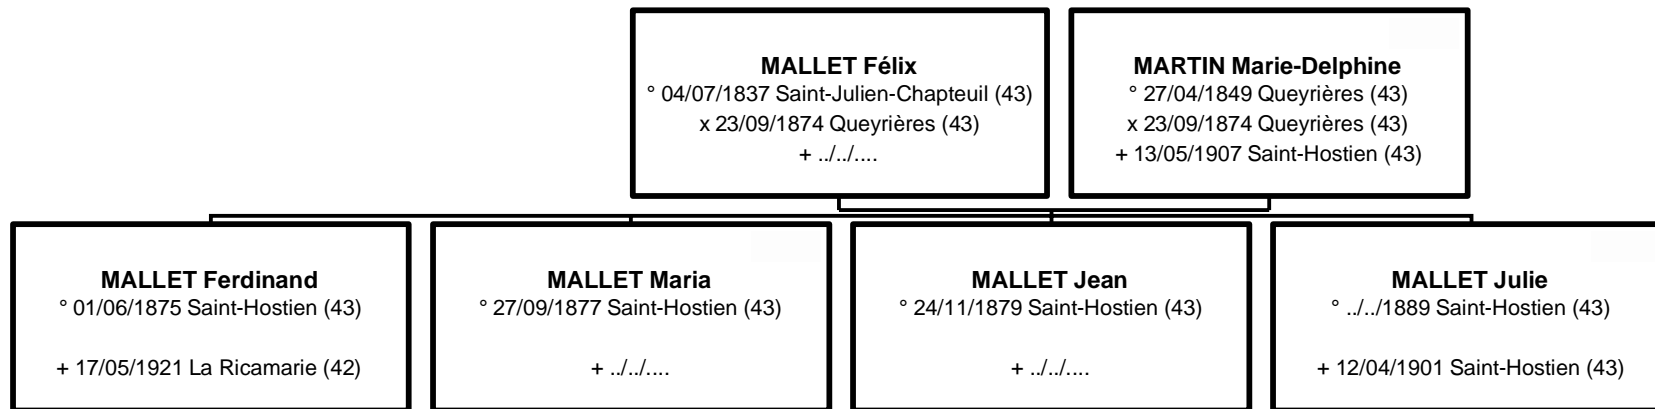 MALLET Félix
° 04/07/1837 Saint-Julien-Chapteuil (43)
x 23/09/1874 Queyrières (43)
+ ../../....
MARTIN Marie-Delphine
° 27/04/1849 Queyrières (43)
x 23/09/1874 Queyrières (43)
+ 13/05/1907 Saint-Hostien (43)
MALLET Ferdinand
° 01/06/1875 Saint-Hostien (43)
+ 17/05/1921 La Ricamarie (42)
MALLET Maria
° 27/09/1877 Saint-Hostien (43)
+ ../../....
MALLET Jean
° 24/11/1879 Saint-Hostien (43)
+ ../../....
MALLET Julie
° ../../1889 Saint-Hostien (43)
+ 12/04/1901 Saint-Hostien (43)